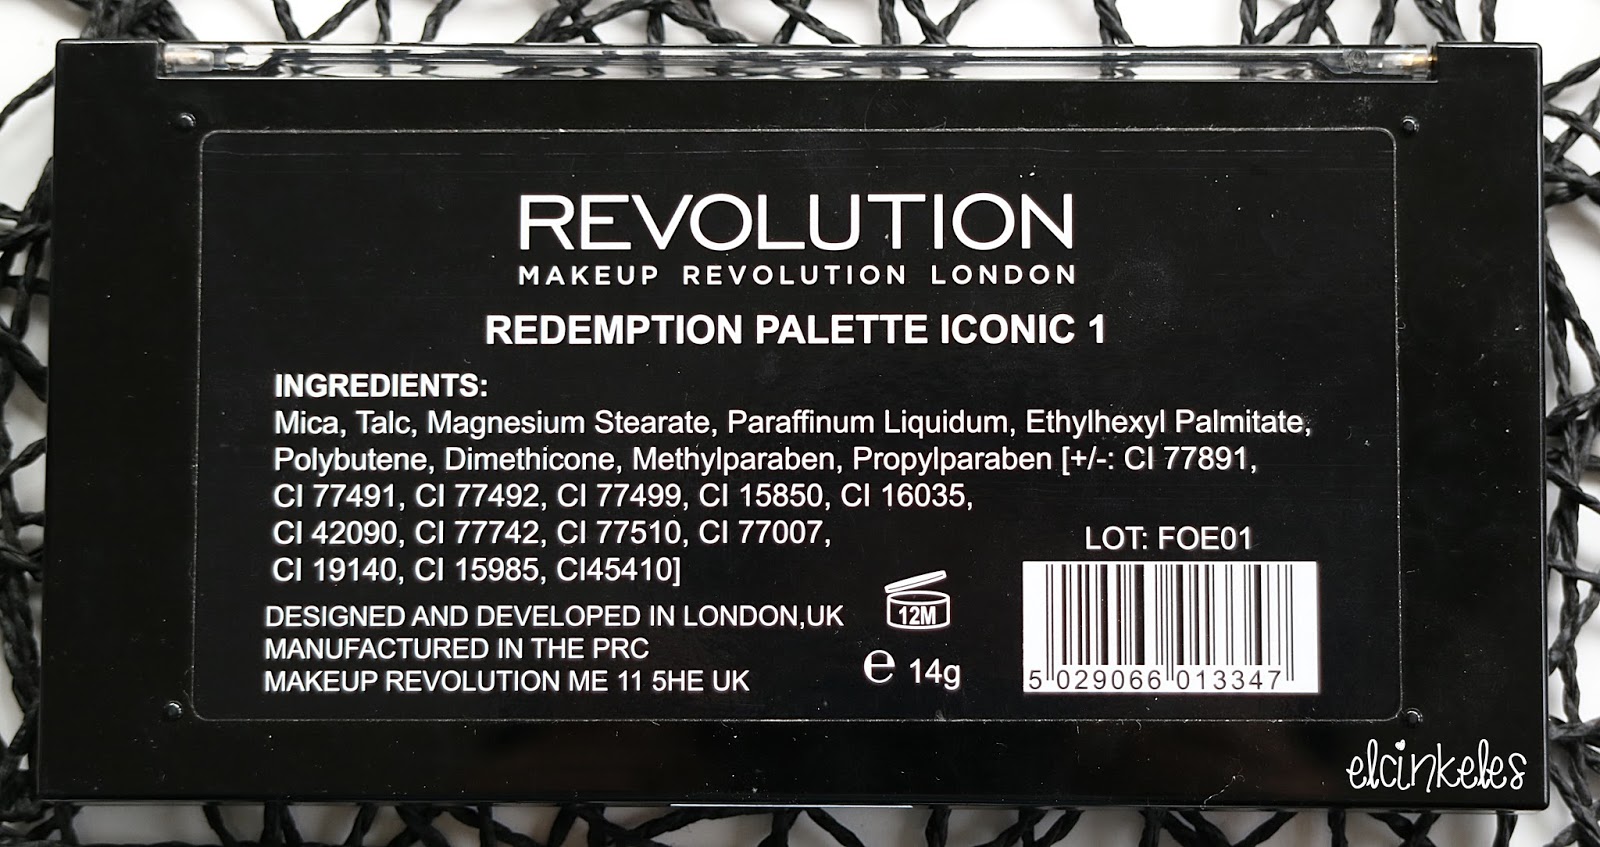 REVOLUTION
MAKEUP REVOLUTION LONDON
REDEMPTION PALETTE ICONIC 1
INGREDIENTS:
Mica, Talc, Magnesium Stearate, Paraffinum Liquidum, Ethylhexyl Palmitate,
Polybutene, Dimethicone, Methylparaben, Propylparaben [+/-: CI 77891,
CI 77491, CI 77492, CI 77499, CI 15850, CI 16035,
CI 42090, CI 77742, CI 77510, CI 77007,
CI 19140, CI 15985, CI45410]
DESIGNED AND DEVELOPED IN LONDON,UK
MANUFACTURED IN THE PRC
MAKEUP REVOLUTION ME 11 5HE UK
12M
e 14g
LOT: FOE01
5 029066 013347
elcinkeles